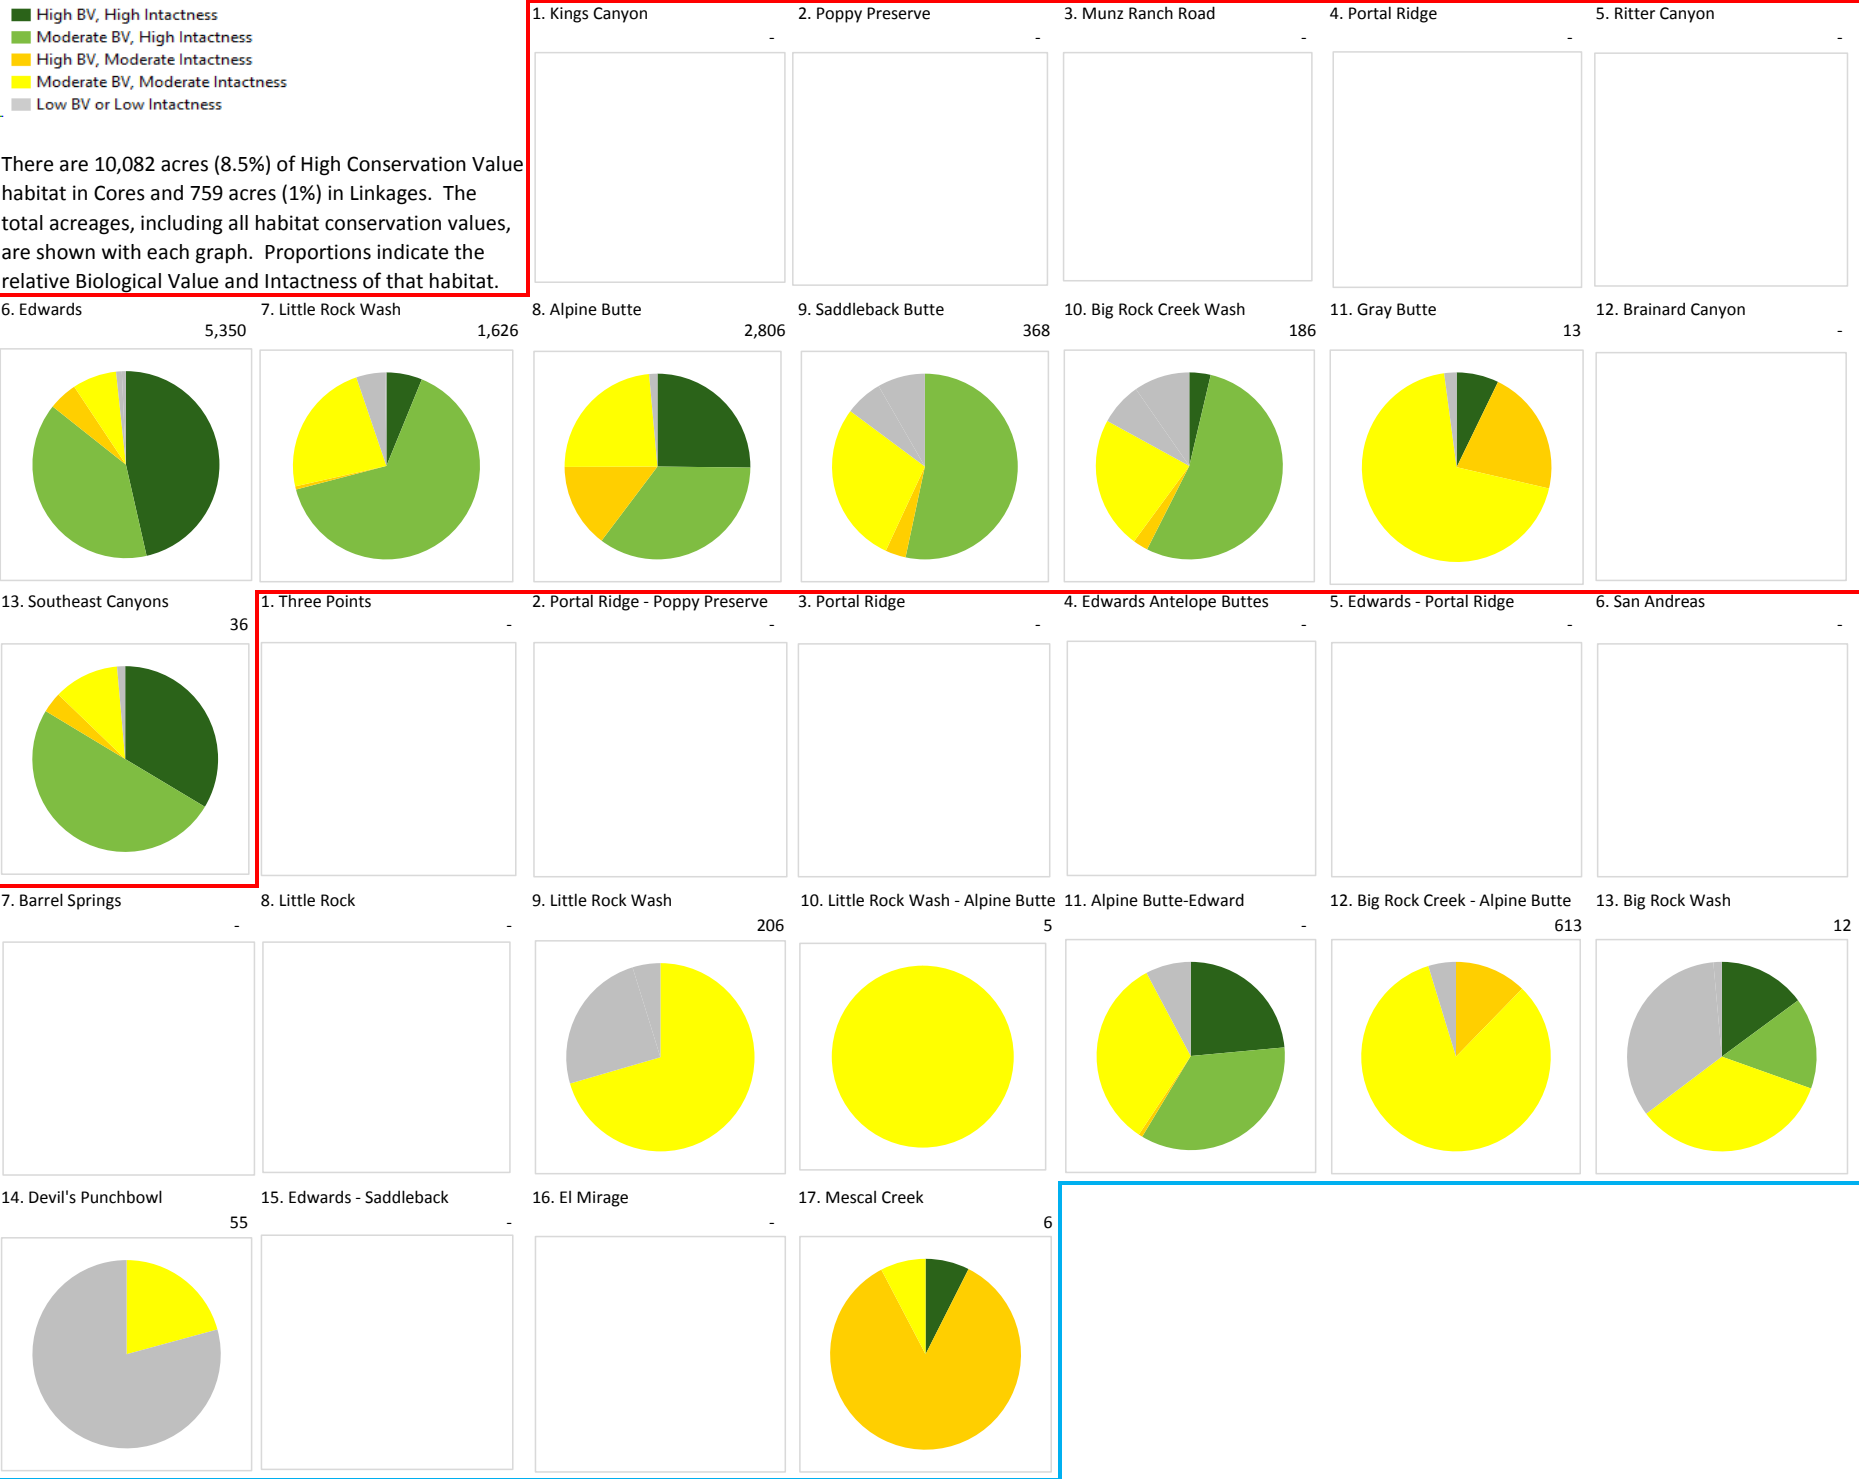 High BV, High Intactness
Moderate BV, High Intactness
High BV, Moderate Intactness
Moderate BV, Moderate Intactness
Low BV or Low Intactness
There are 10,082 acres (8.5%) of High Conservation Value
habitat in Cores and 759 acres (1%) in Linkages. The
total acreages, including all habitat conservation values,
are shown with each graph. Proportions indicate the
relative Biological Value and Intactness of that habitat.
1. Kings Canyon
-
2. Poppy Preserve
-
3. Munz Ranch Road
-
4. Portal Ridge
-
5. Ritter Canyon
-
6. Edwards
5,350
7. Little Rock Wash
1,626
8. Alpine Butte
2,806
9. Saddleback Butte
368
10. Big Rock Creek Wash
186
11. Gray Butte
13
12. Brainard Canyon
-
13. Southeast Canyons
36
1. Three Points
-
2. Portal Ridge - Poppy Preserve
-
3. Portal Ridge
-
4. Edwards Antelope Buttes
-
5. Edwards - Portal Ridge
-
6. San Andreas
-
7. Barrel Springs
-
8. Little Rock
-
9. Little Rock Wash
206
10. Little Rock Wash - Alpine Butte
5
11. Alpine Butte-Edward
-
12. Big Rock Creek - Alpine Butte
613
13. Big Rock Wash
12
14. Devil's Punchbowl
55
15. Edwards - Saddleback
-
16. El Mirage
-
17. Mescal Creek
6